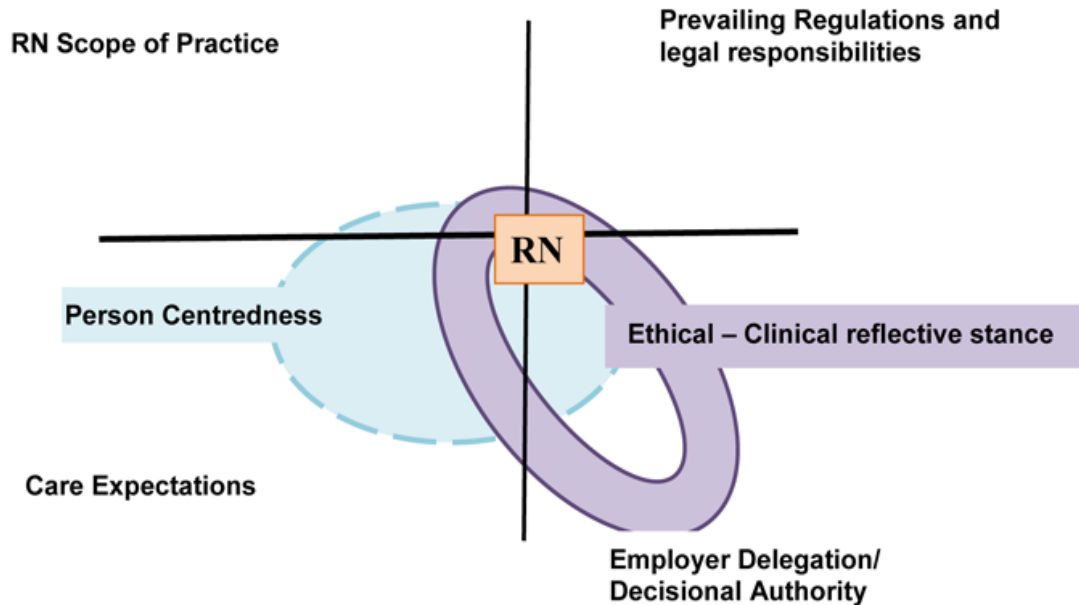 RN Scope of Practice
Prevailing Regulations and
legal responsibilities
RN
Person Centredness
Ethical – Clinical reflective stance
Care Expectations
Employer Delegation/
Decisional Authority